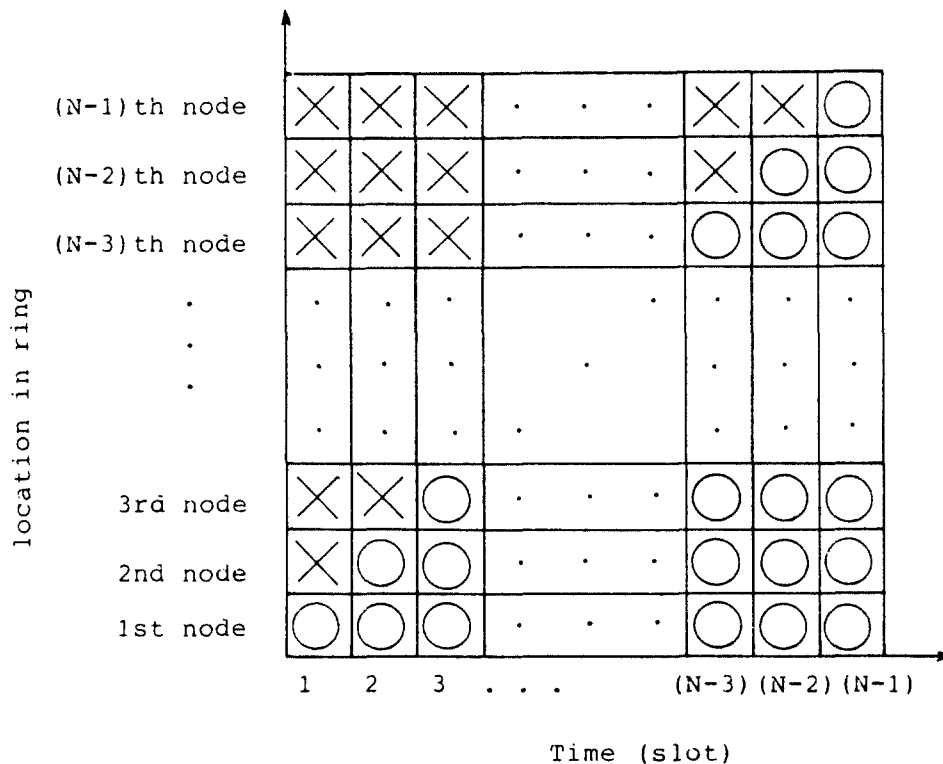 (N-1)th node
(N-2)th node
(N-3)th node
.
.
.
3rd node
2nd node
1st node
location in ring
1 2 3 . . . (N-3) (N-2) (N-1)
Time (slot)